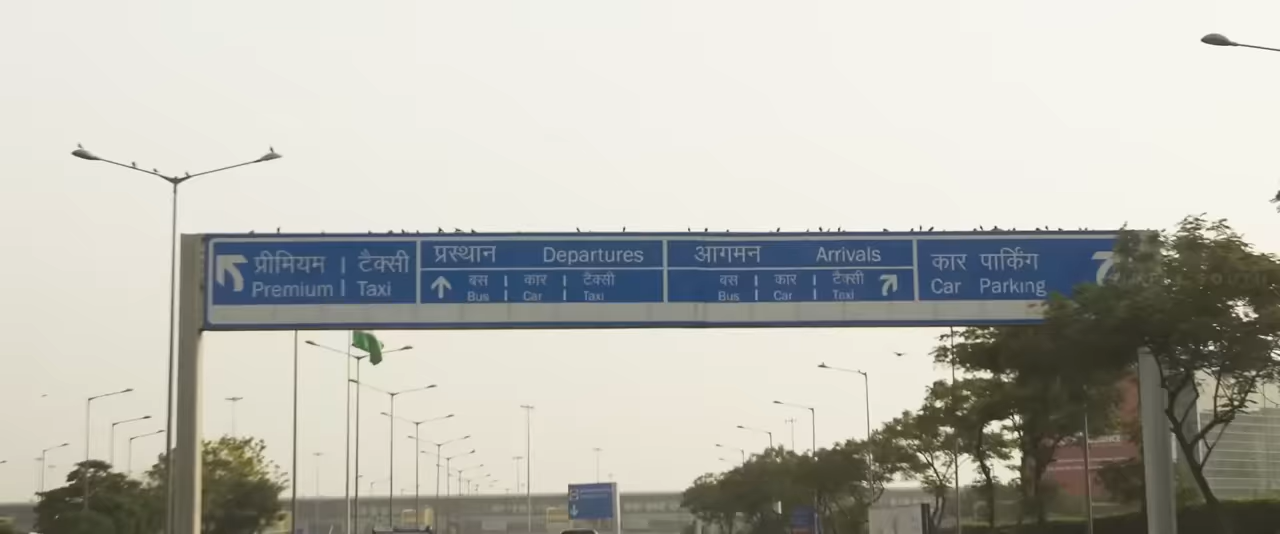 प्रीमियम | टैक्सी
Premium | Taxi
प्रस्थान Departures
बस | कार | टैक्सी
Bus | Car | Taxi
आगमन Arrivals
बस | कार | टैक्सी
Bus | Car | Taxi
कार पार्किंग
Car Parking